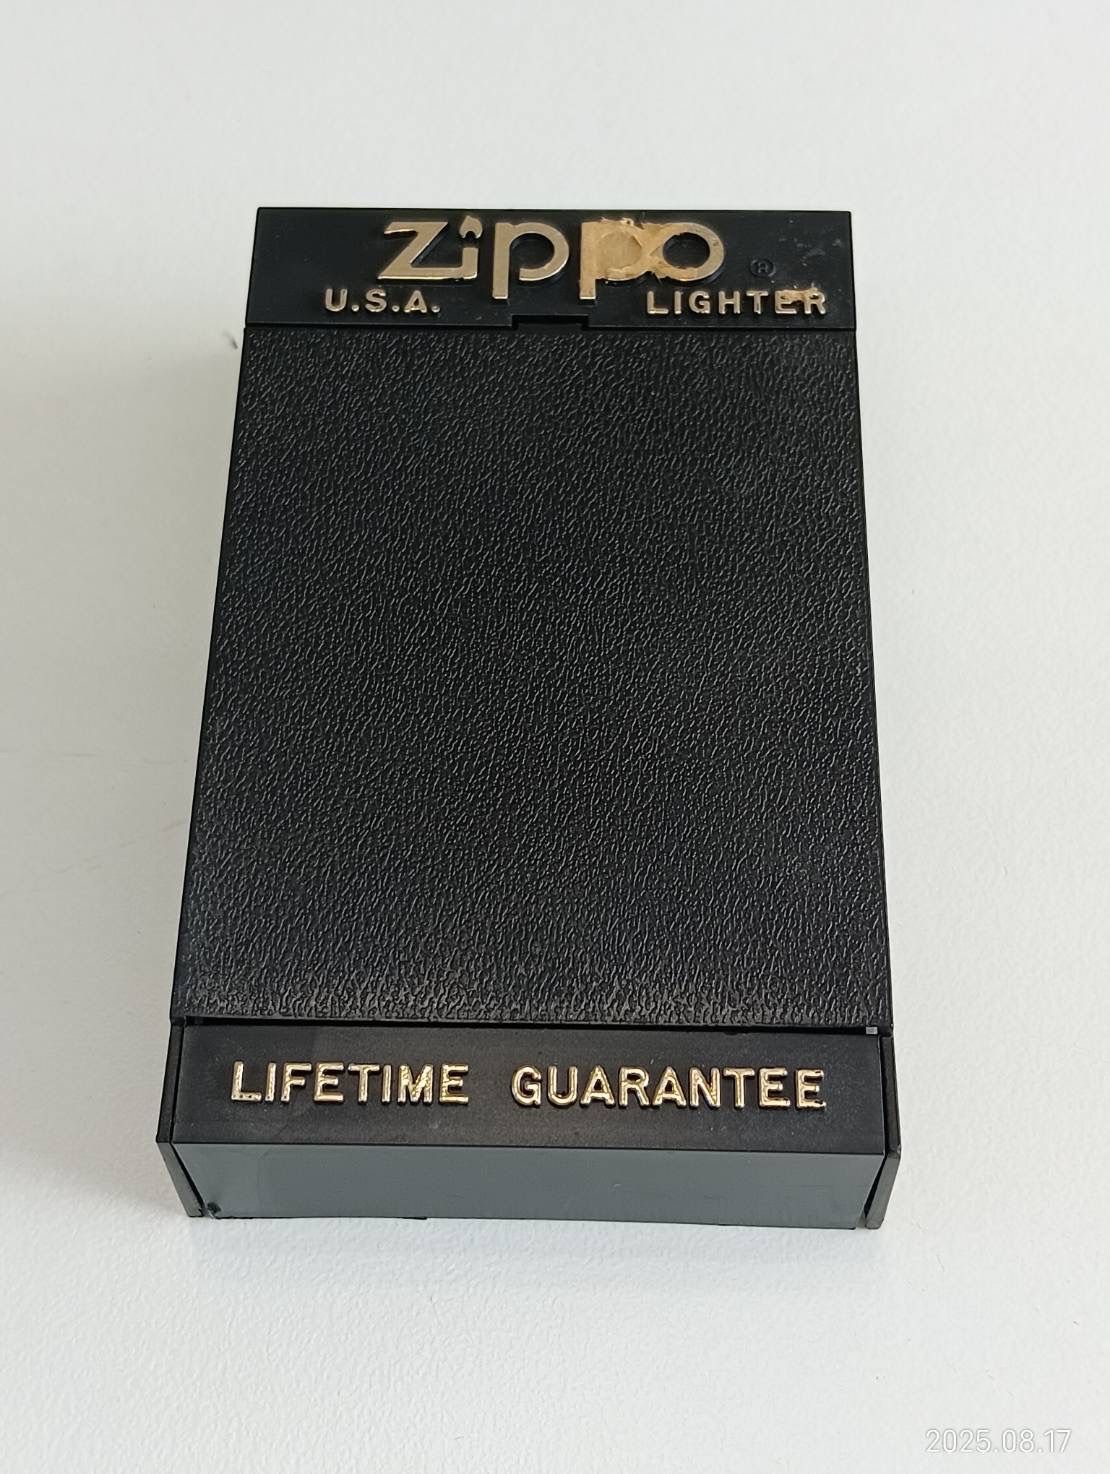 Zippo ®
U.S.A. LIGHTER
LIFETIME GUARANTEE
2025.08.17